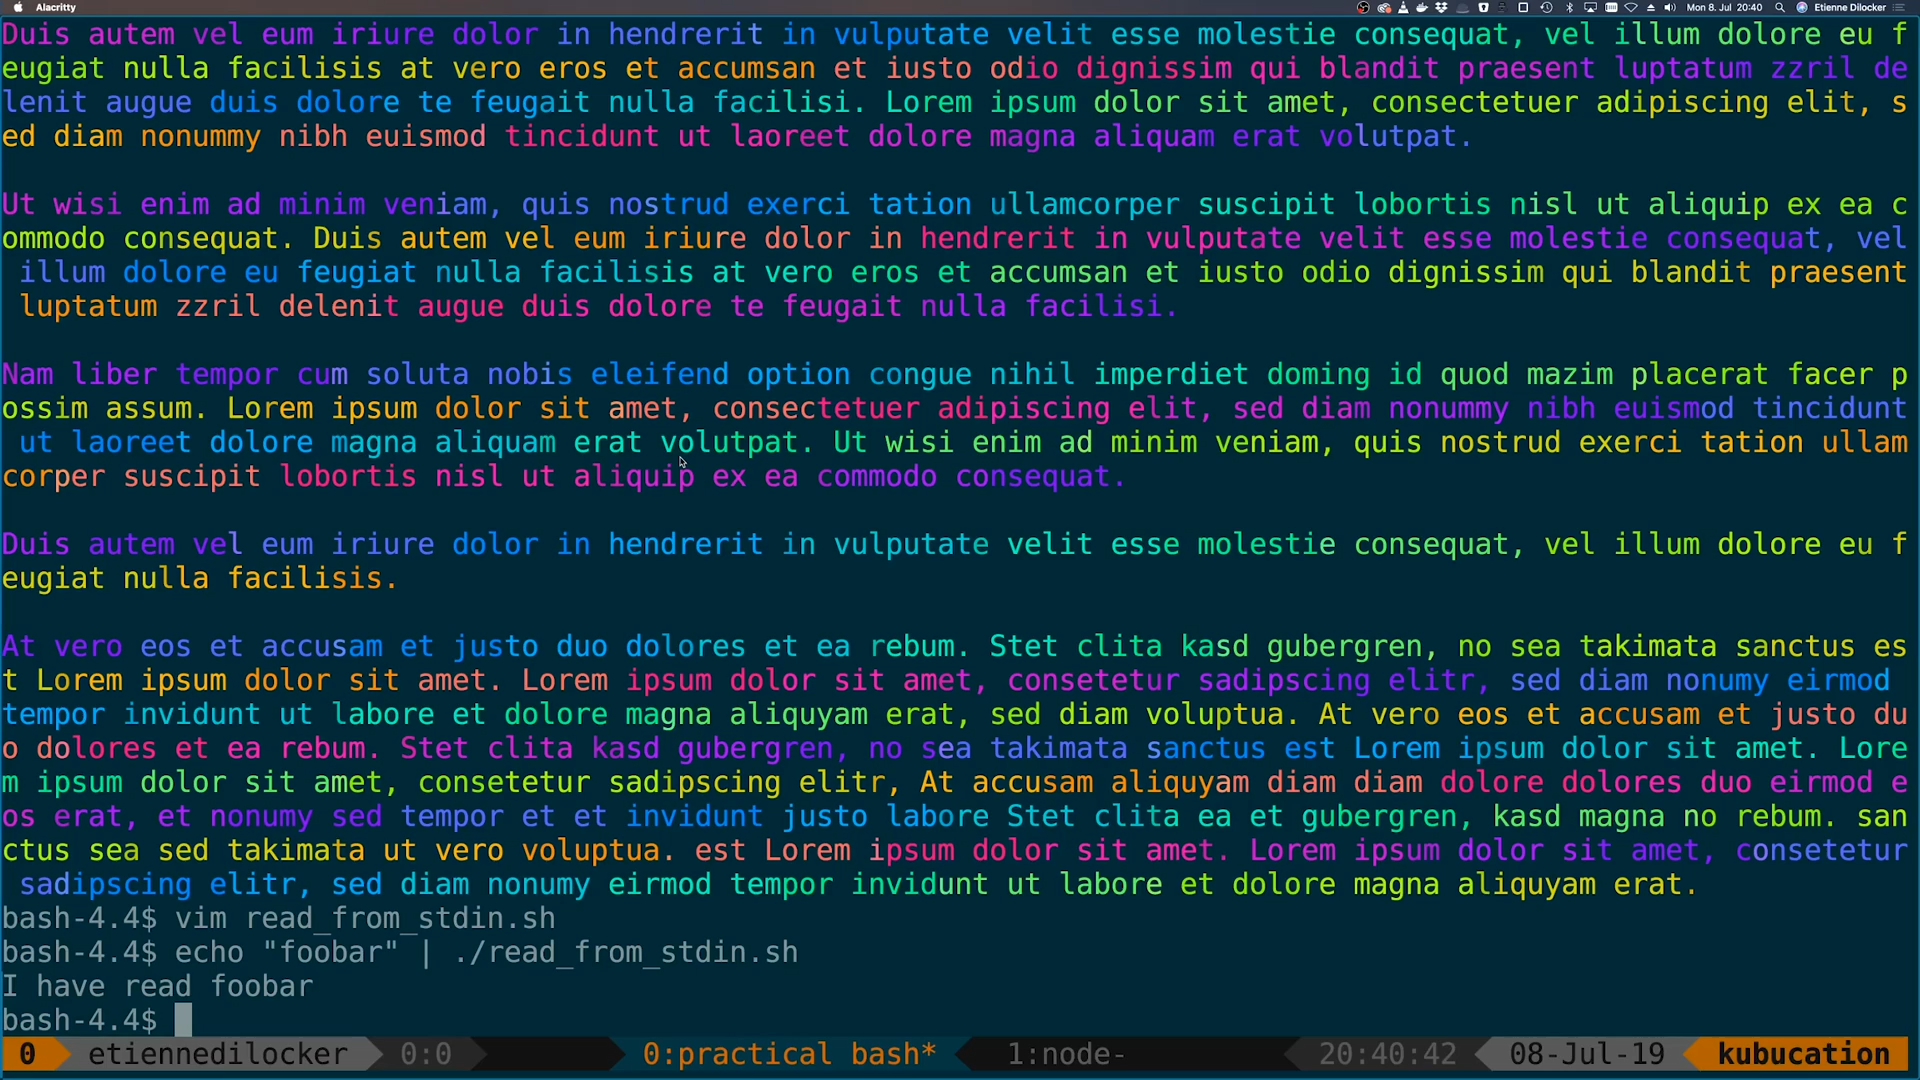 Alacritty Mon 8. Jul 20:40 Etienne Dilocker
Duis autem vel eum iriure dolor in hendrerit in vulputate velit esse molestie consequat, vel illum dolore eu f
eugiat nulla facilisis at vero eros et accumsan et iusto odio dignissim qui blandit praesent luptatum zzril de
lenit augue duis dolore te feugait nulla facilisi. Lorem ipsum dolor sit amet, consectetuer adipiscing elit, s
ed diam nonummy nibh euismod tincidunt ut laoreet dolore magna aliquam erat volutpat.
Ut wisi enim ad minim veniam, quis nostrud exerci tation ullamcorper suscipit lobortis nisl ut aliquip ex ea c
ommodo consequat. Duis autem vel eum iriure dolor in hendrerit in vulputate velit esse molestie consequat, vel
illum dolore eu feugiat nulla facilisis at vero eros et accumsan et iusto odio dignissim qui blandit praesent
luptatum zzril delenit augue duis dolore te feugait nulla facilisi.
Nam liber tempor cum soluta nobis eleifend option congue nihil imperdiet doming id quod mazim placerat facer p
ossim assum. Lorem ipsum dolor sit amet, consectetuer adipiscing elit, sed diam nonummy nibh euismod tincidunt
ut laoreet dolore magna aliquam erat volutpat. Ut wisi enim ad minim veniam, quis nostrud exerci tation ullam
corper suscipit lobortis nisl ut aliquip ex ea commodo consequat.
Duis autem vel eum iriure dolor in hendrerit in vulputate velit esse molestie consequat, vel illum dolore eu f
eugiat nulla facilisis.
At vero eos et accusam et justo duo dolores et ea rebum. Stet clita kasd gubergren, no sea takimata sanctus es
t Lorem ipsum dolor sit amet. Lorem ipsum dolor sit amet, consetetur sadipscing elitr, sed diam nonumy eirmod
tempor invidunt ut labore et dolore magna aliquyam erat, sed diam voluptua. At vero eos et accusam et justo du
o dolores et ea rebum. Stet clita kasd gubergren, no sea takimata sanctus est Lorem ipsum dolor sit amet. Lore
m ipsum dolor sit amet, consetetur sadipscing elitr, At accusam aliquyam diam diam dolore dolores duo eirmod e
os erat, et nonumy sed tempor et et invidunt justo labore Stet clita ea et gubergren, kasd magna no rebum. san
ctus sea sed takimata ut vero voluptua. est Lorem ipsum dolor sit amet. Lorem ipsum dolor sit amet, consetetur
sadipscing elitr, sed diam nonumy eirmod tempor invidunt ut labore et dolore magna aliquyam erat.
bash-4.4$ vim read_from_stdin.sh
bash-4.4$ echo "foobar" | ./read_from_stdin.sh
I have read foobar
bash-4.4$
0 etiennedilocker 0:0 0:practical bash* 1:node- 20:40:42 08-Jul-19 kubucation